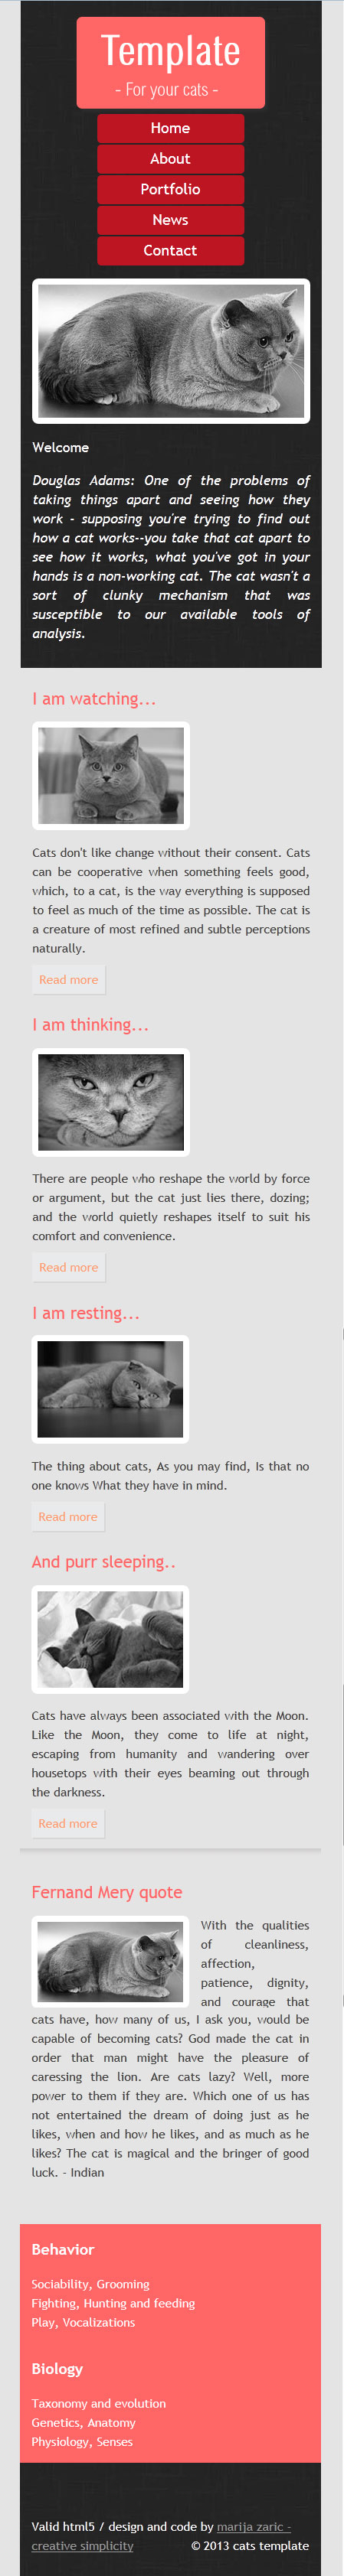 Template
- For your cats -
Home
About
Portfolio
News
Contact
Welcome
Douglas Adams: One of the problems of
taking things apart and seeing how they
work - supposing you're trying to find out
how a cat works--you take that cat apart to
see how it works, what you've got in your
hands is a non-working cat. The cat wasn't a
sort of clunky mechanism that was
susceptible to our available tools of
analysis.
I am watching...
Cats don't like change without their consent. Cats
can be cooperative when something feels good,
which, to a cat, is the way everything is supposed
to feel as much of the time as possible. The cat is
a creature of most refined and subtle perceptions
naturally.
Read more
I am thinking...
There are people who reshape the world by force
or argument, but the cat just lies there, dozing;
and the world quietly reshapes itself to suit his
comfort and convenience.
Read more
I am resting...
The thing about cats, As you may find, Is that no
one knows What they have in mind.
Read more
And purr sleeping..
Cats have always been associated with the Moon.
Like the Moon, they come to life at night,
escaping from humanity and wandering over
housetops with their eyes beaming out through
the darkness.
Read more
Fernand Mery quote
With the qualities
of cleanliness,
affection,
patience, dignity,
and courage that
cats have, how many of us, I ask you, would be
capable of becoming cats? God made the cat in
order that man might have the pleasure of
caressing the lion. Are cats lazy? Well, more
power to them if they are. Which one of us has
not entertained the dream of doing just as he
likes, when and how he likes, and as much as he
likes? The cat is magical and the bringer of good
luck. - Indian
Behavior
Sociability, Grooming
Fighting, Hunting and feeding
Play, Vocalizations
Biology
Taxonomy and evolution
Genetics, Anatomy
Physiology, Senses
Valid html5 / design and code by marija zaric -
creative simplicity © 2013 cats template